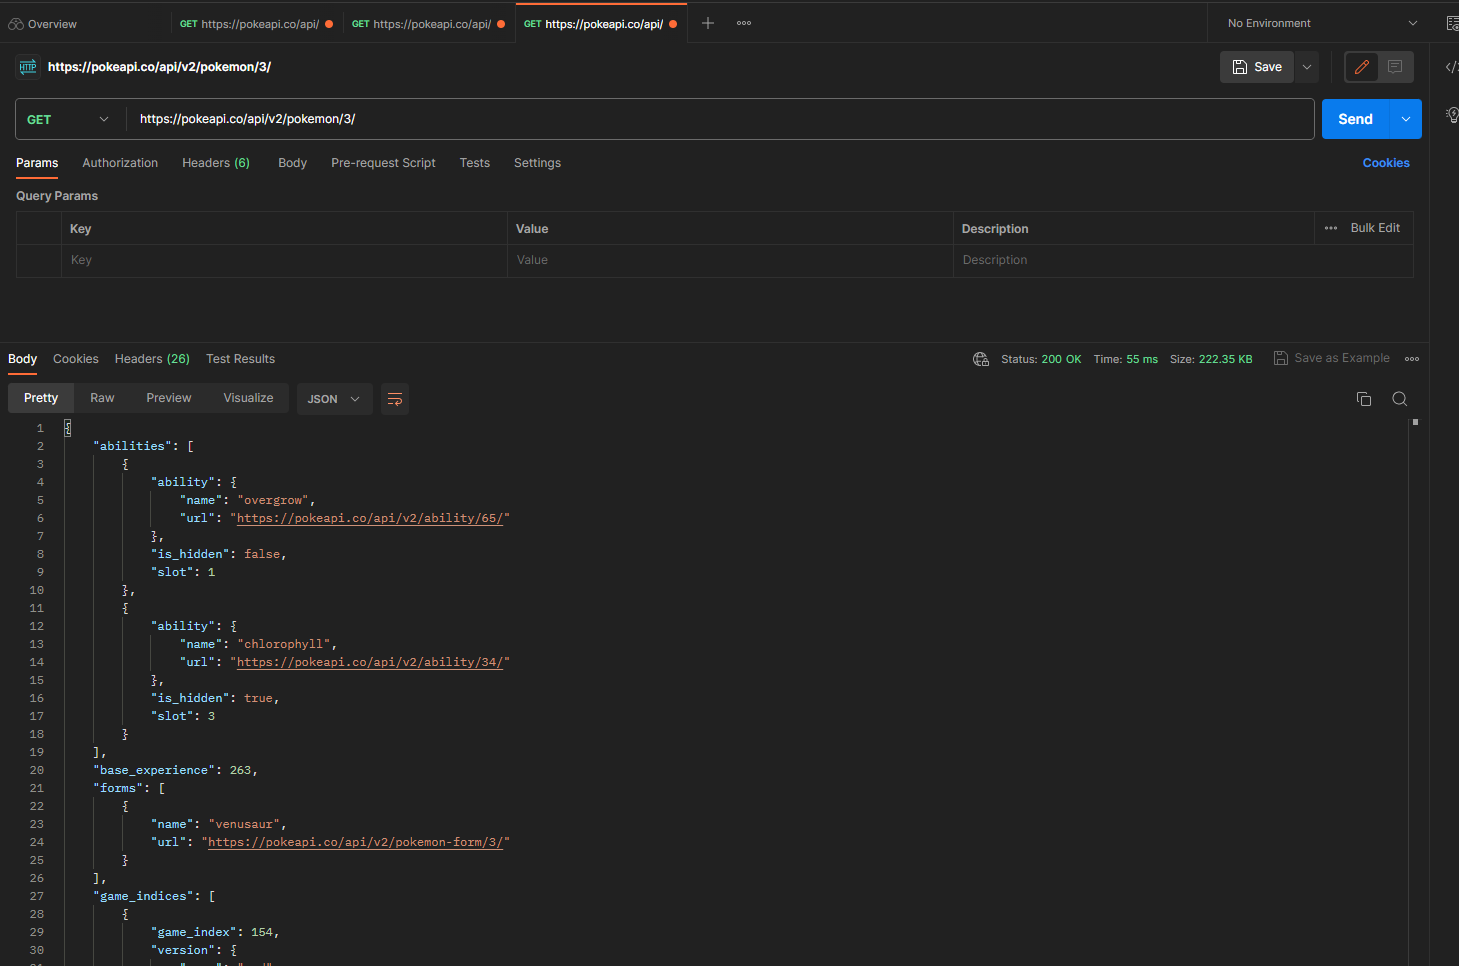 Overview GET https://pokeapi.co/api/ GET https://pokeapi.co/api/ GET https://pokeapi.co/api/ No Environment
HTTP https://pokeapi.co/api/v2/pokemon/3/ Save
GET https://pokeapi.co/api/v2/pokemon/3/ Send
Params Authorization Headers (6) Body Pre-request Script Tests Settings Cookies
Query Params
Key Value Description Bulk Edit
Key Value Description
Body Cookies Headers (26) Test Results Status: 200 OK Time: 55 ms Size: 222.35 KB Save as Example
Pretty Raw Preview Visualize JSON
1 {
2 "abilities": [
3 {
4 "ability": {
5 "name": "overgrow",
6 "url": "https://pokeapi.co/api/v2/ability/65/"
7 },
8 "is_hidden": false,
9 "slot": 1
10 },
11 {
12 "ability": {
13 "name": "chlorophyll",
14 "url": "https://pokeapi.co/api/v2/ability/34/"
15 },
16 "is_hidden": true,
17 "slot": 3
18 }
19 ],
20 "base_experience": 263,
21 "forms": [
22 {
23 "name": "venusaur",
24 "url": "https://pokeapi.co/api/v2/pokemon-form/3/"
25 }
26 ],
27 "game_indices": [
28 {
29 "game_index": 154,
30 "version": {